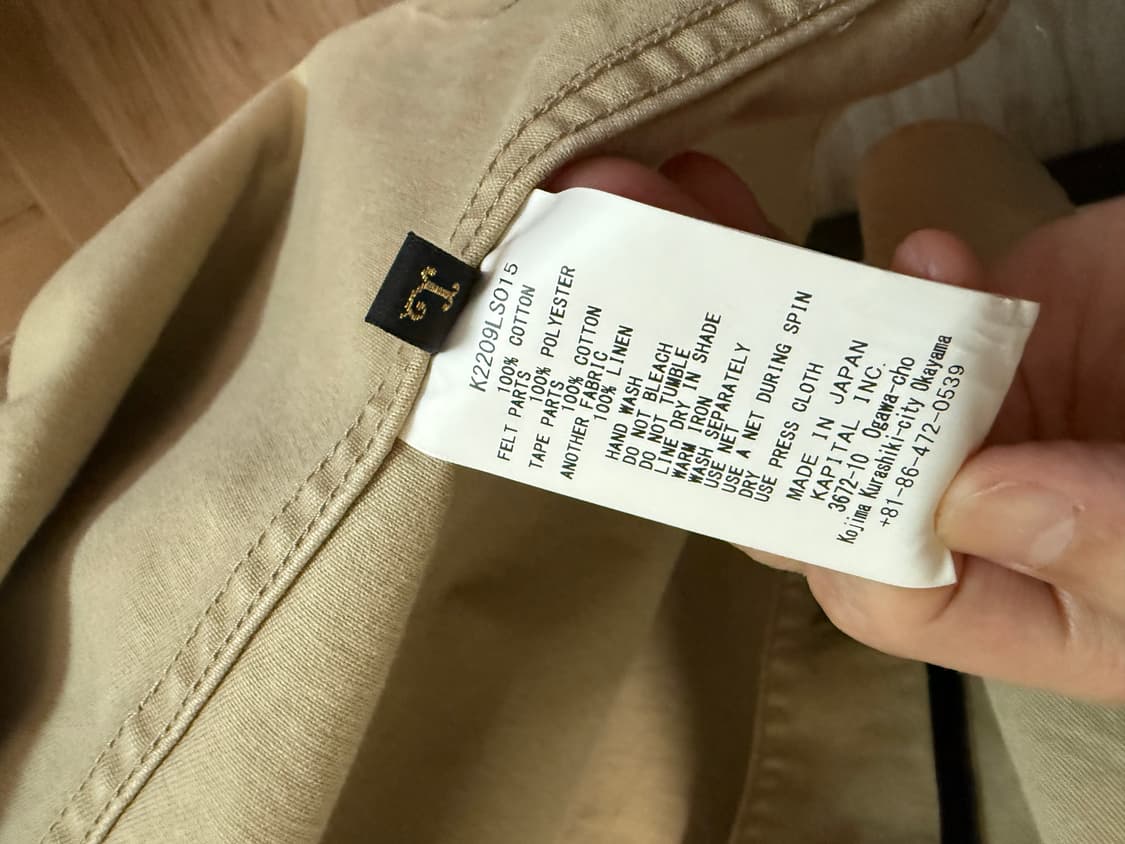 K2209LS015
100% COTTON
FELT PARTS
100% POLYESTER
TAPE PARTS
100% COTTON
ANOTHER FABRIC
100% LINEN
HAND WASH
DO NOT BLEACH
DO NOT TUMBLE
LINE DRY IN SHADE
WARM IRON
WASH SEPARATELY
USE NET
USE A NET DURING SPIN
DRY
USE PRESS CLOTH
MADE IN JAPAN
KAPITAL INC.
3672-10 Ogawa-cho
Kojima Kurashiki-city Okayama
+81-86-472-0539